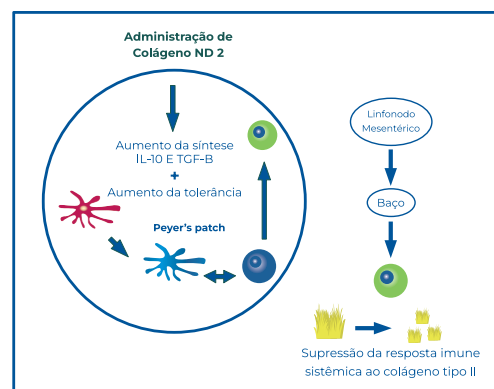 Administração de
Colágeno ND 2
Aumento da síntese
IL-10 E TGF-B
+
Aumento da tolerância
Peyer's patch
Linfonodo
Mesentérico
Baço
Supressão da resposta imune
sistêmica ao colágeno tipo II